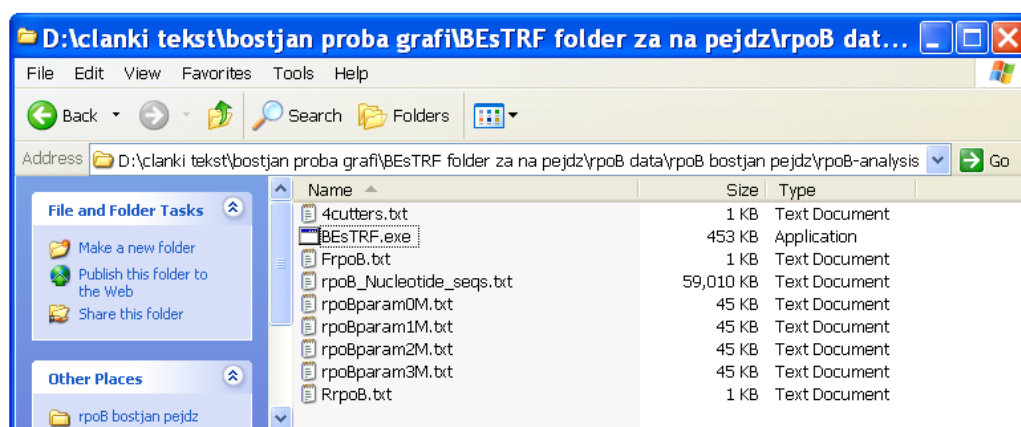 D:\clanki tekst\bostjan proba grafi\BEsTRF folder za na pejdz\rpoB dat...
File Edit View Favorites Tools Help
Back Search Folders
Address D:\clanki tekst\bostjan proba grafi\BEsTRF folder za na pejdz\rpoB data\rpoB bostjan pejdz\rpoB-analysis Go
Name Size Type
File and Folder Tasks
Make a new folder
Publish this folder to
the Web
Share this folder
Other Places
rpoB bostjan pejdz
4cutters.txt 1 KB Text Document
BEsTRF.exe 453 KB Application
FrpoB.txt 1 KB Text Document
rpoB_Nucleotide_seqs.txt 59,010 KB Text Document
rpoBparam0M.txt 45 KB Text Document
rpoBparam1M.txt 45 KB Text Document
rpoBparam2M.txt 45 KB Text Document
rpoBparam3M.txt 45 KB Text Document
RrpoB.txt 1 KB Text Document